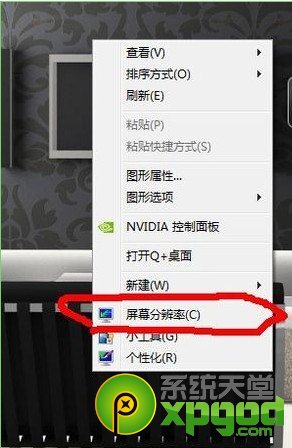 查看(V)
排序方式(O)
刷新(E)
粘贴(P)
粘贴快捷方式(S)
图形属性...
图形选项
NVIDIA 控制面板
打开Q+桌面
新建(W)
屏幕分辨率(C)
小工具(G)
个性化(R)
系统天堂
xpgod.com